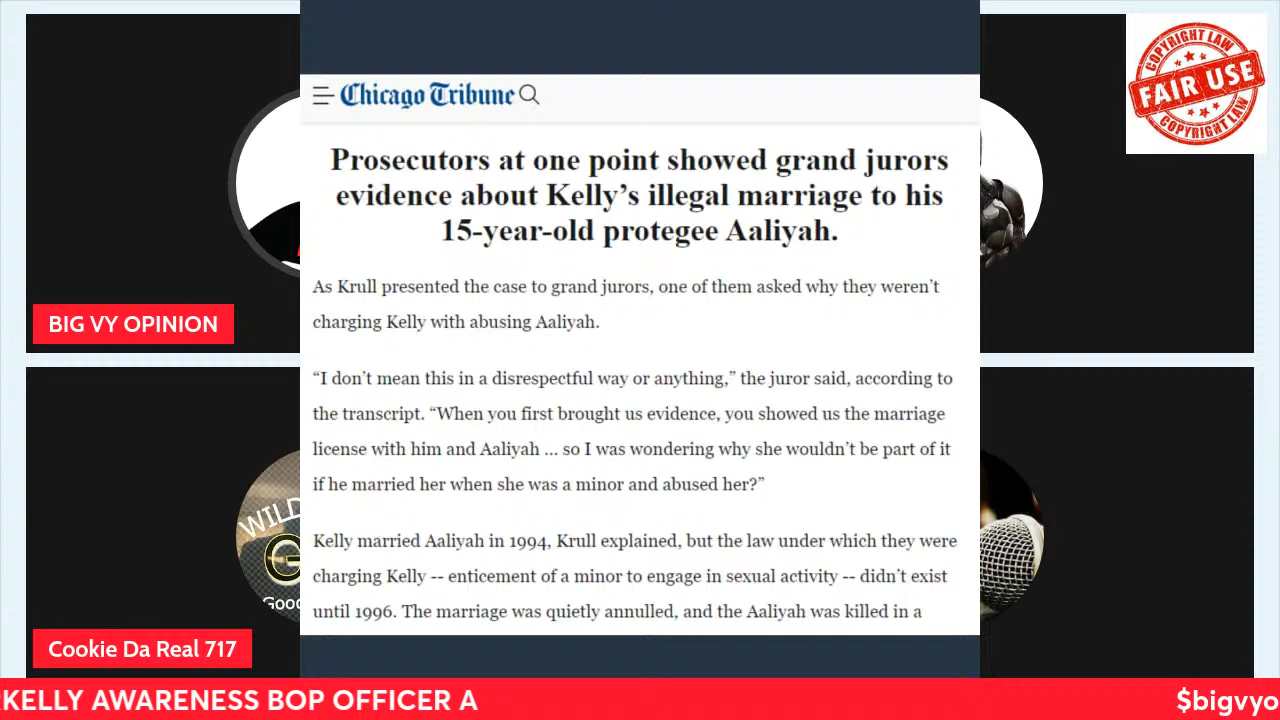 COPYRIGHT LAW
FAIR USE
COPYRIGHT LAW
Chicago Tribune
Prosecutors at one point showed grand jurors
evidence about Kelly’s illegal marriage to his
15-year-old protegee Aaliyah.
As Krull presented the case to grand jurors, one of them asked why they weren’t
charging Kelly with abusing Aaliyah.
“I don’t mean this in a disrespectful way or anything,” the juror said, according to
the transcript. “When you first brought us evidence, you showed us the marriage
license with him and Aaliyah ... so I was wondering why she wouldn’t be part of it
if he married her when she was a minor and abused her?”
Kelly married Aaliyah in 1994, Krull explained, but the law under which they were
charging Kelly -- enticement of a minor to engage in sexual activity -- didn’t exist
until 1996. The marriage was quietly annulled, and the Aaliyah was killed in a
BIG VY OPINION
WILD
G
Good
Cookie Da Real 717
KELLY AWARENESS BOP OFFICER A
$bigvyo